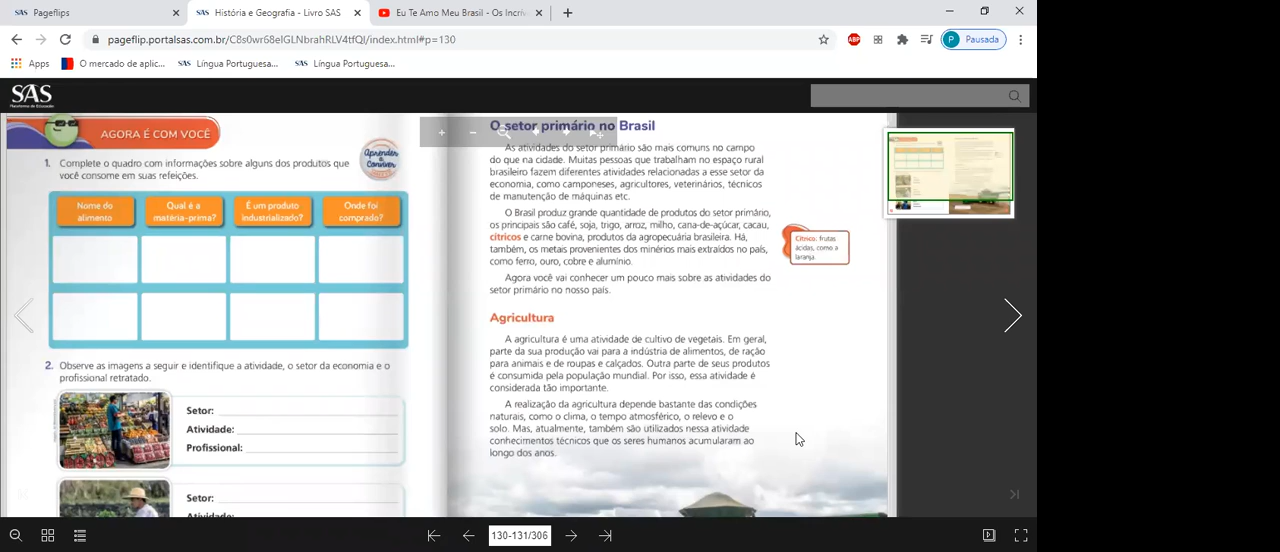 SAS Pageflips
SAS História e Geografia - Livro SAS
Eu Te Amo Meu Brasil - Os Incrív
pageflip.portalsas.com.br/C8s0wr68elGLNbrahRLV4tfQI/index.html#p=130
ABP
P Pausada
Apps
O mercado de aplic...
SAS Língua Portuguesa...
SAS Língua Portuguesa...
SAS
Plataforma de Educação
AGORA É COM VOCÊ
Aprender e Conviver
1. Complete o quadro com informações sobre alguns dos produtos que
você consome em suas refeições.
Nome do
alimento
Qual é a
matéria-prima?
É um produto
industrializado?
Onde foi
comprado?
2. Observe as imagens a seguir e identifique a atividade, o setor da economia e o
profissional retratado.
Setor:
Atividade:
Profissional:
Setor:
Atividade:
O setor primário no Brasil
As atividades do setor primário são mais comuns no campo
do que na cidade. Muitas pessoas que trabalham no espaço rural
brasileiro fazem diferentes atividades relacionadas a esse setor da
economia, como camponeses, agricultores, veterinários, técnicos
de manutenção de máquinas etc.
O Brasil produz grande quantidade de produtos do setor primário,
os principais são café, soja, trigo, arroz, milho, cana-de-açúcar, cacau,
cítricos e carne bovina, produtos da agropecuária brasileira. Há,
também, os metais provenientes dos minérios mais extraídos no país,
como ferro, ouro, cobre e alumínio.
Agora você vai conhecer um pouco mais sobre as atividades do
setor primário no nosso país.
Cítrico: frutas
ácidas, como a
laranja.
Agricultura
A agricultura é uma atividade de cultivo de vegetais. Em geral,
parte da sua produção vai para a indústria de alimentos, de ração
para animais e de roupas e calçados. Outra parte de seus produtos
é consumida pela população mundial. Por isso, essa atividade é
considerada tão importante.
A realização da agricultura depende bastante das condições
naturais, como o clima, o tempo atmosférico, o relevo e o
solo. Mas, atualmente, também são utilizados nessa atividade
conhecimentos técnicos que os seres humanos acumularam ao
longo dos anos.
130-131/306